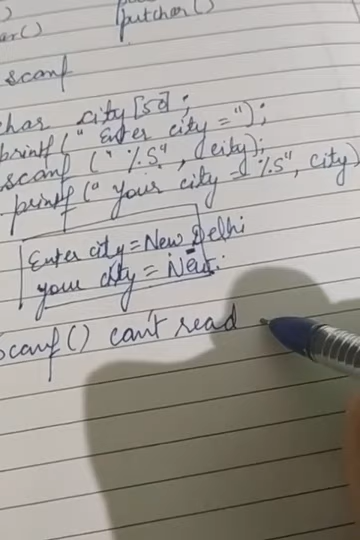 putchar()
scanf
char city[50];
printf("Enter city =");
scanf ("%s", &city);
printf("your city = %s", city)
Enter city=New Delhi
your city = New
scanf() can't read